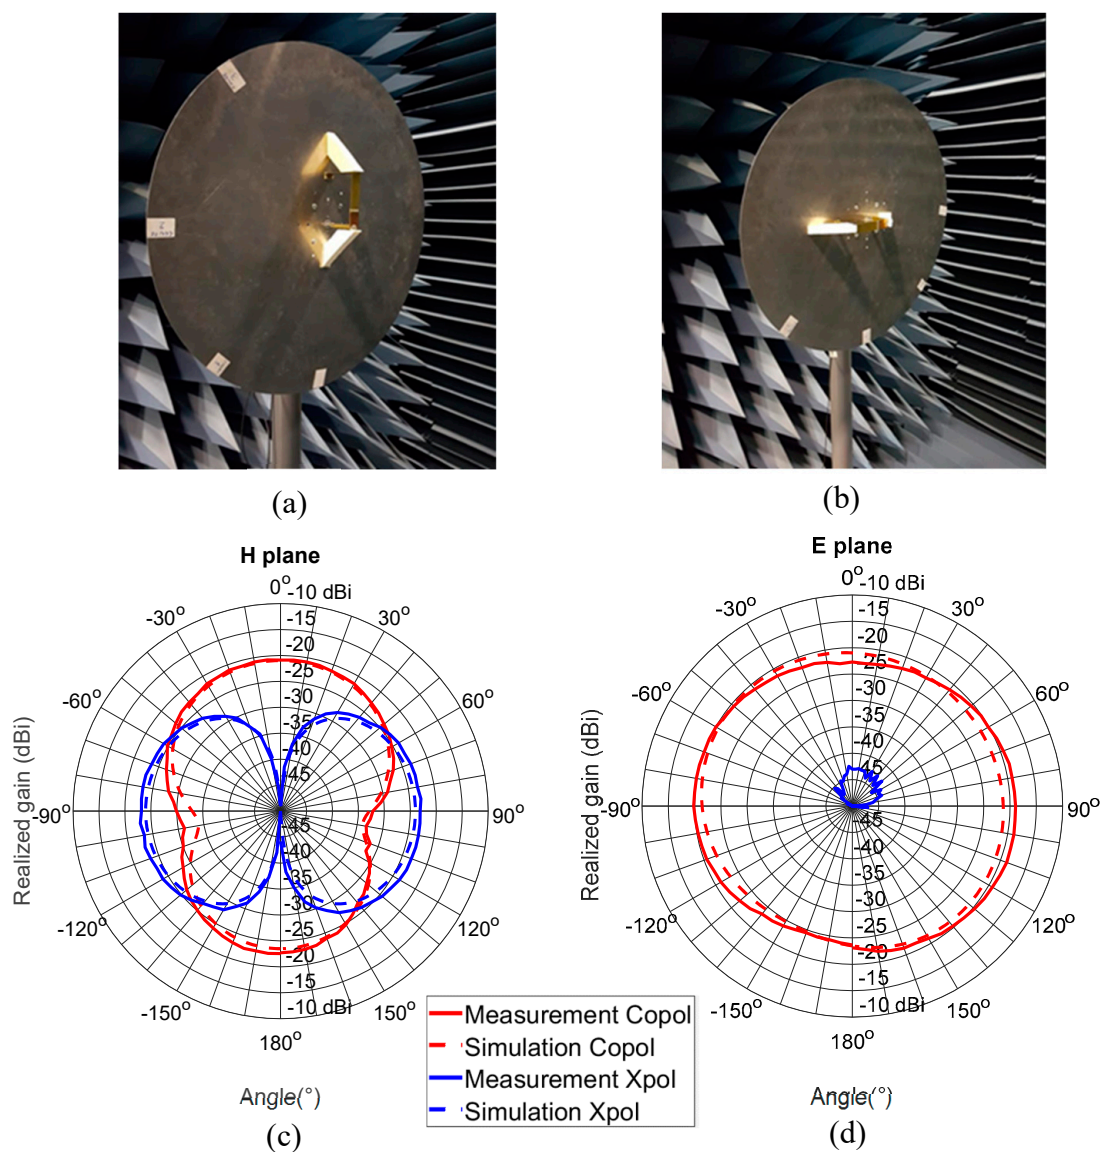 (a)
(b)
H plane
0° -10 dBi
-30° -15 30°
-20
-60° -25 60°
-30
-35
-40
-45
-90° 90°
-45
-40
-35
-30
-120° -25 120°
-20
-15
-150° -10 dBi 150°
180°
Realized gain (dBi)
Angle(°)
(c)
E plane
0° -10 dBi
-30° -15 30°
-20
-60° -25 60°
-30
-35
-40
-45
-90° 90°
-45
-40
-35
-30
-120° -25 120°
-20
-15
-150° -10 dBi 150°
180°
Realized gain (dBi)
Angle(°)
(d)
Measurement Copol
Simulation Copol
Measurement Xpol
Simulation Xpol